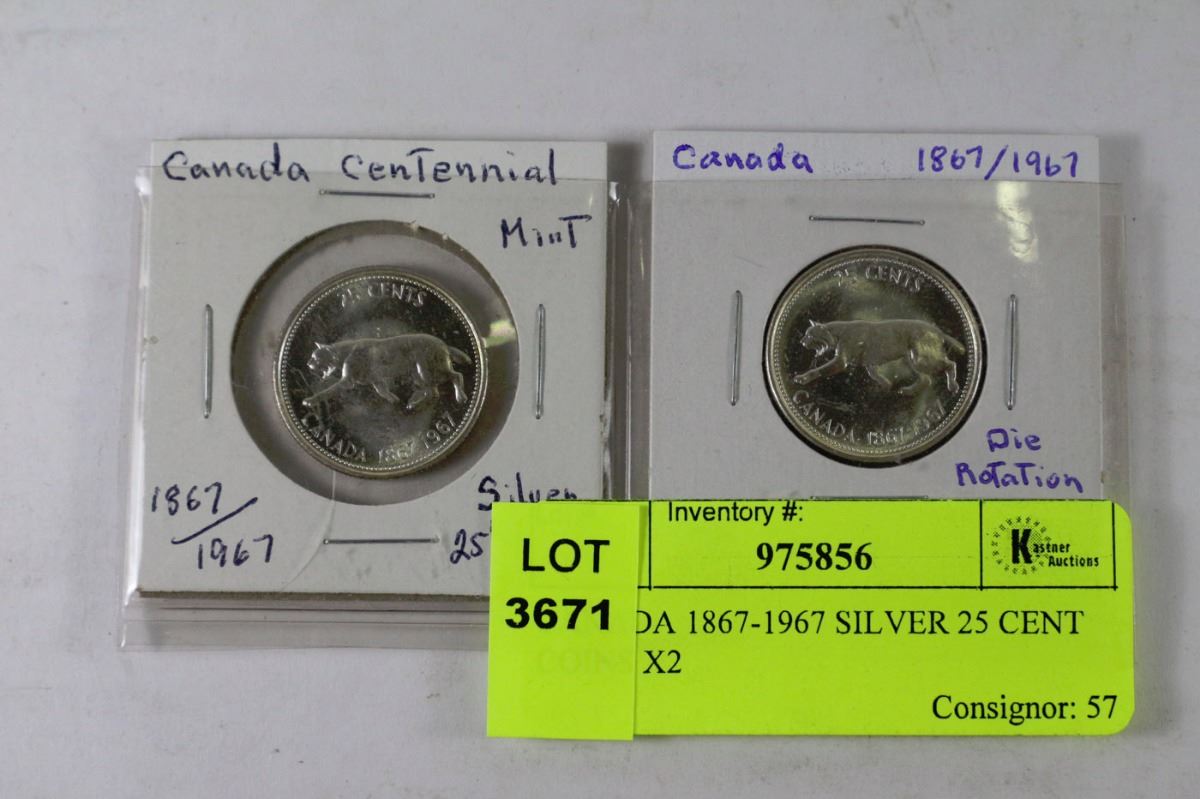 Canada Centennial
Mint
25 CENTS
CANADA 1867-1967
1867/1967
Silver
25
Canada 1867/1967
25 CENTS
CANADA 1867-1967
Die
Rotation
LOT
3671
Inventory #:
975856
Kastner
Auctions
DA 1867-1967 SILVER 25 CENT
COINS X2
Consignor: 57